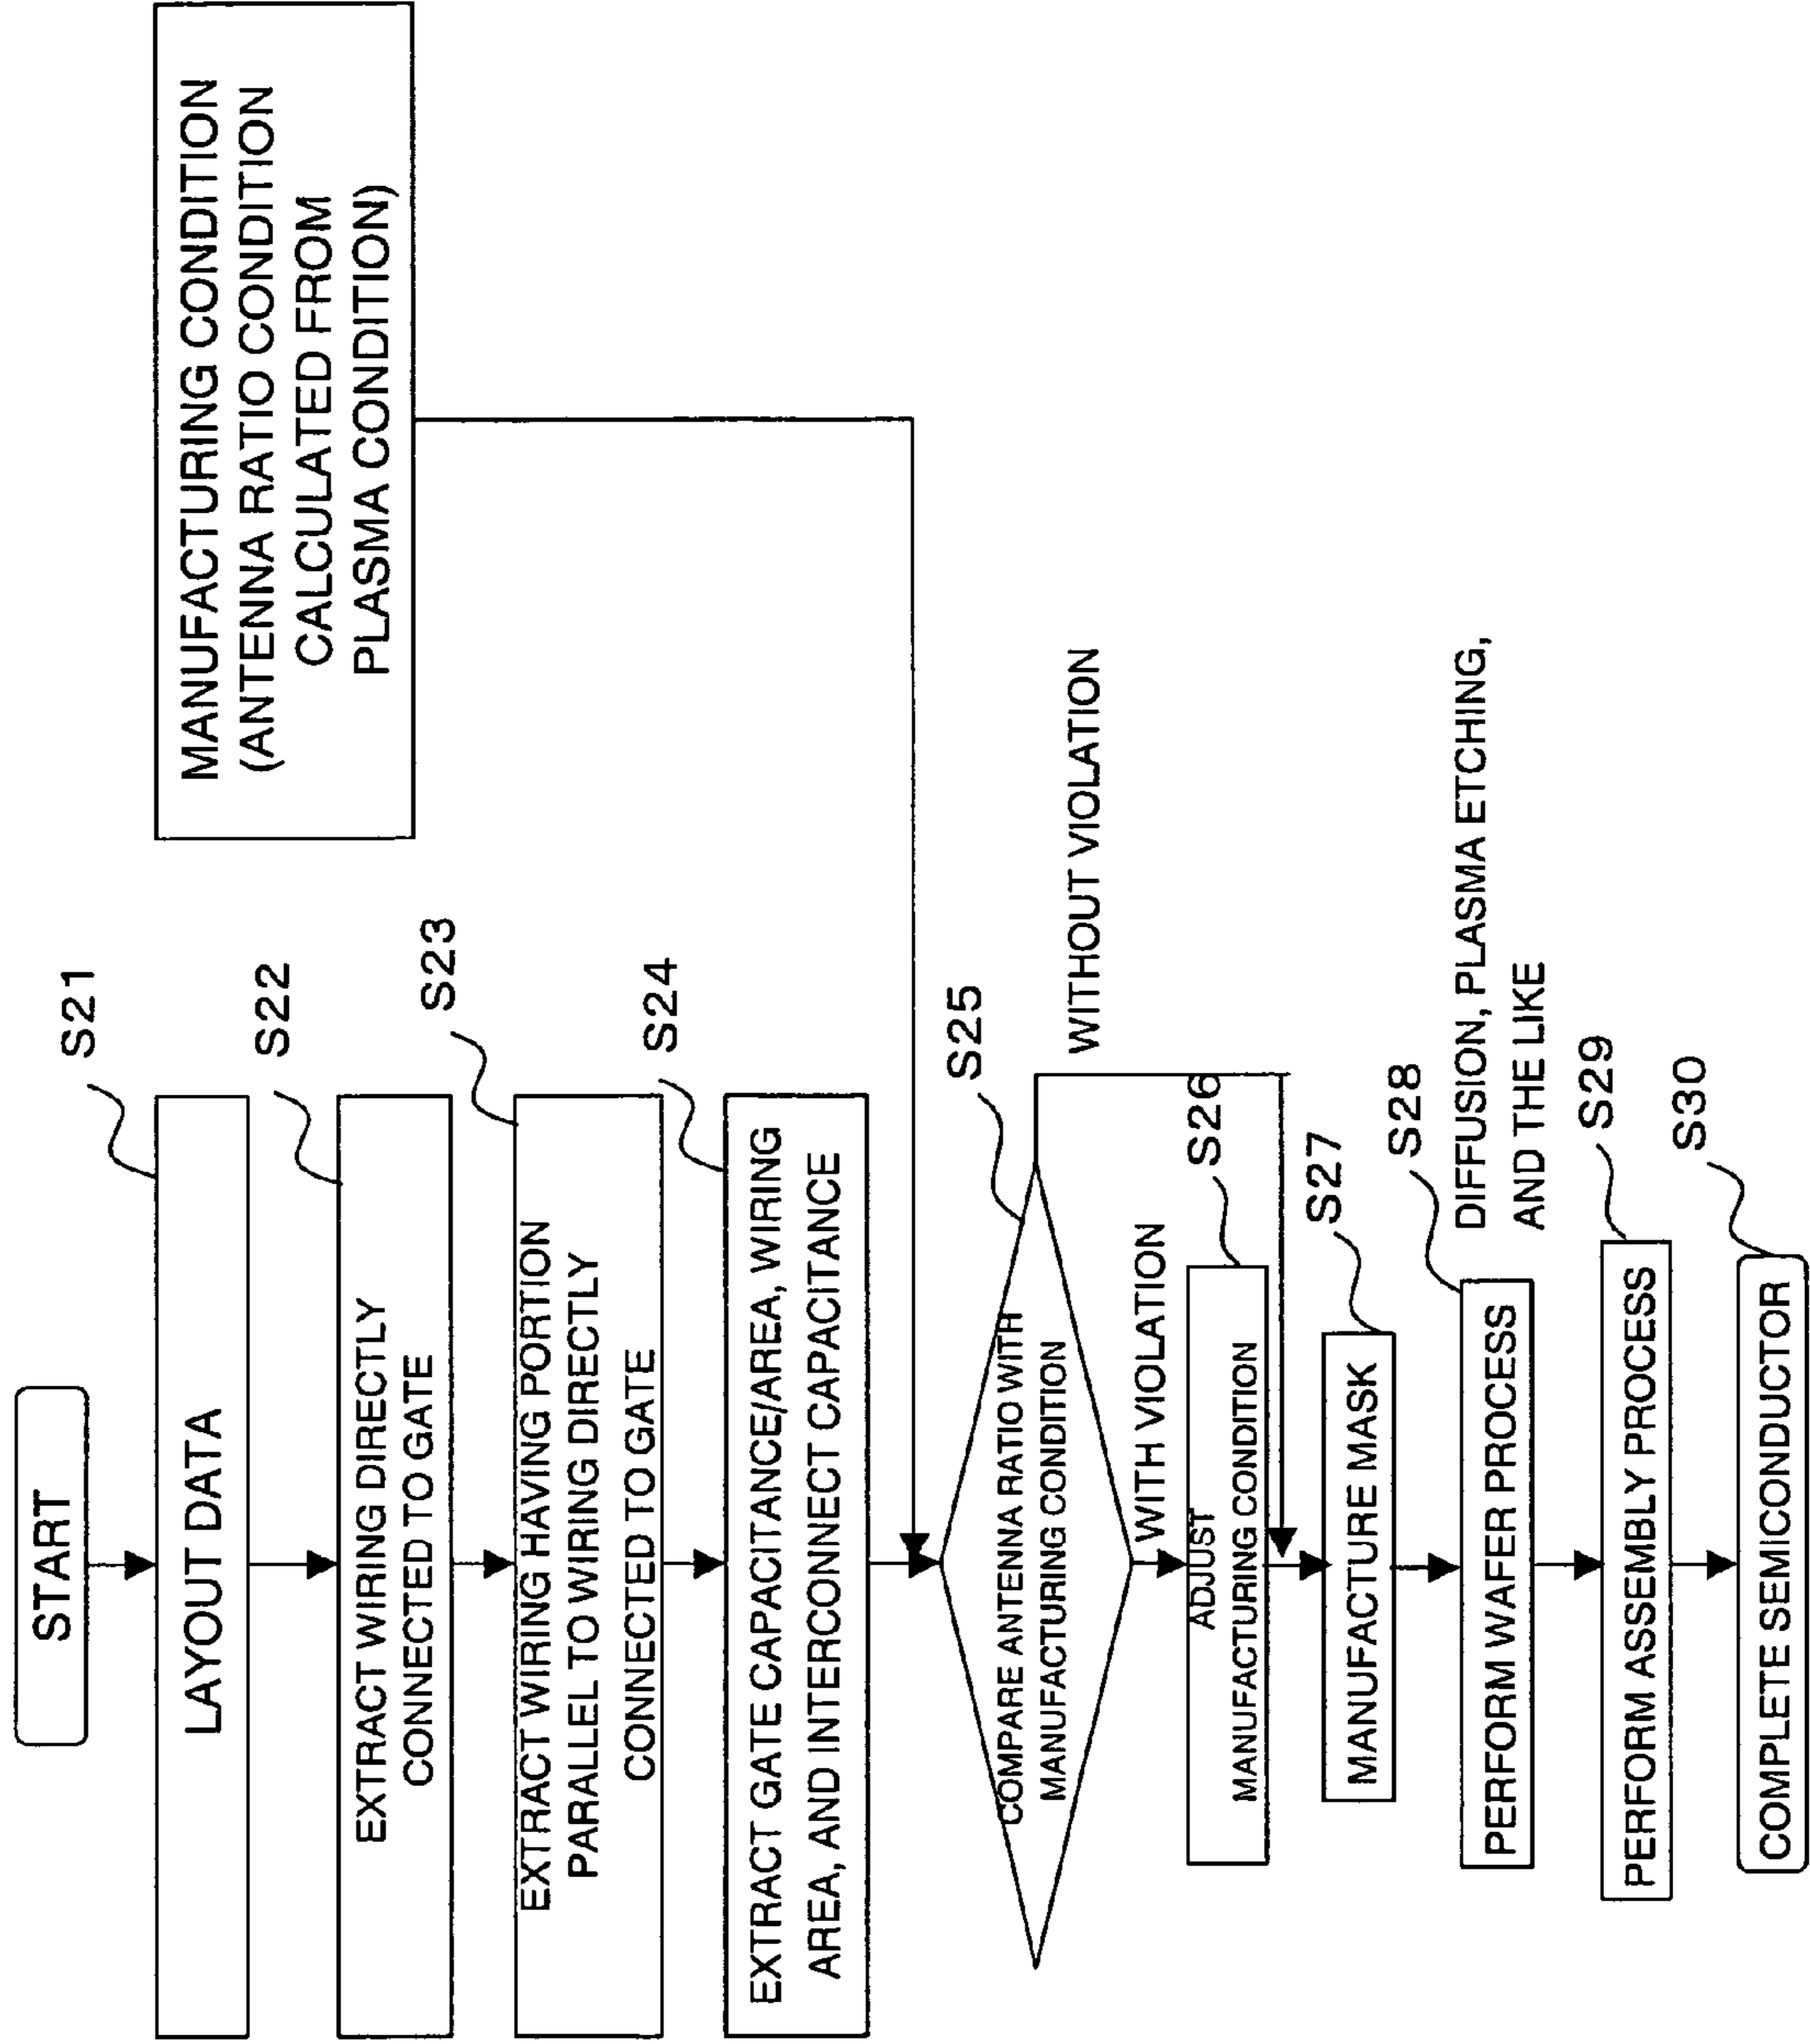 START
S21
LAYOUT DATA
S22
EXTRACT WIRING DIRECTLY
CONNECTED TO GATE
S23
EXTRACT WIRING HAVING PORTION
PARALLEL TO WIRING DIRECTLY
CONNECTED TO GATE
S24
EXTRACT GATE CAPACITANCE/AREA, WIRING
AREA, AND INTERCONNECT CAPACITANCE
MANUFACTURING CONDITION
(ANTENNA RATIO CONDITION
CALCULATED FROM
PLASMA CONDITION)
S25
COMPARE ANTENNA RATIO WITH
MANUFACTURING CONDITION
WITHOUT VIOLATION
WITH VIOLATION
S26
ADJUST
MANUFACTURING CONDITION
S27
MANUFACTURE MASK
S28
PERFORM WAFER PROCESS
DIFFUSION, PLASMA ETCHING,
AND THE LIKE
S29
PERFORM ASSEMBLY PROCESS
S30
COMPLETE SEMICONDUCTOR